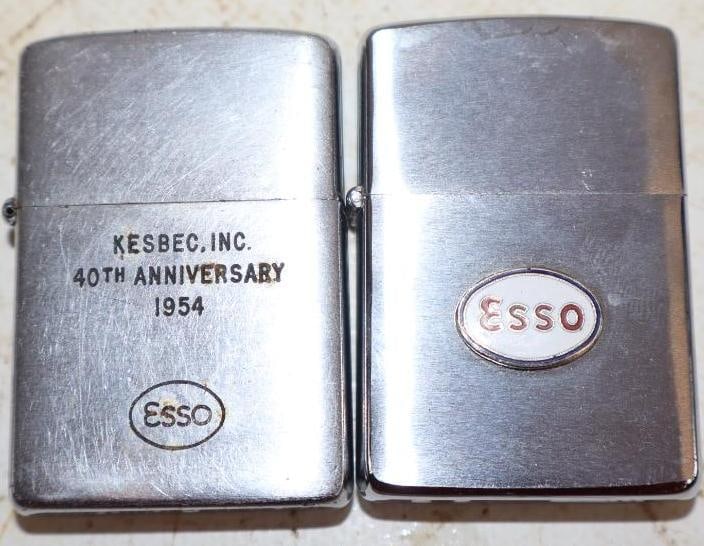 KESBEC, INC.
40TH ANNIVERSARY
1954
Esso
Esso